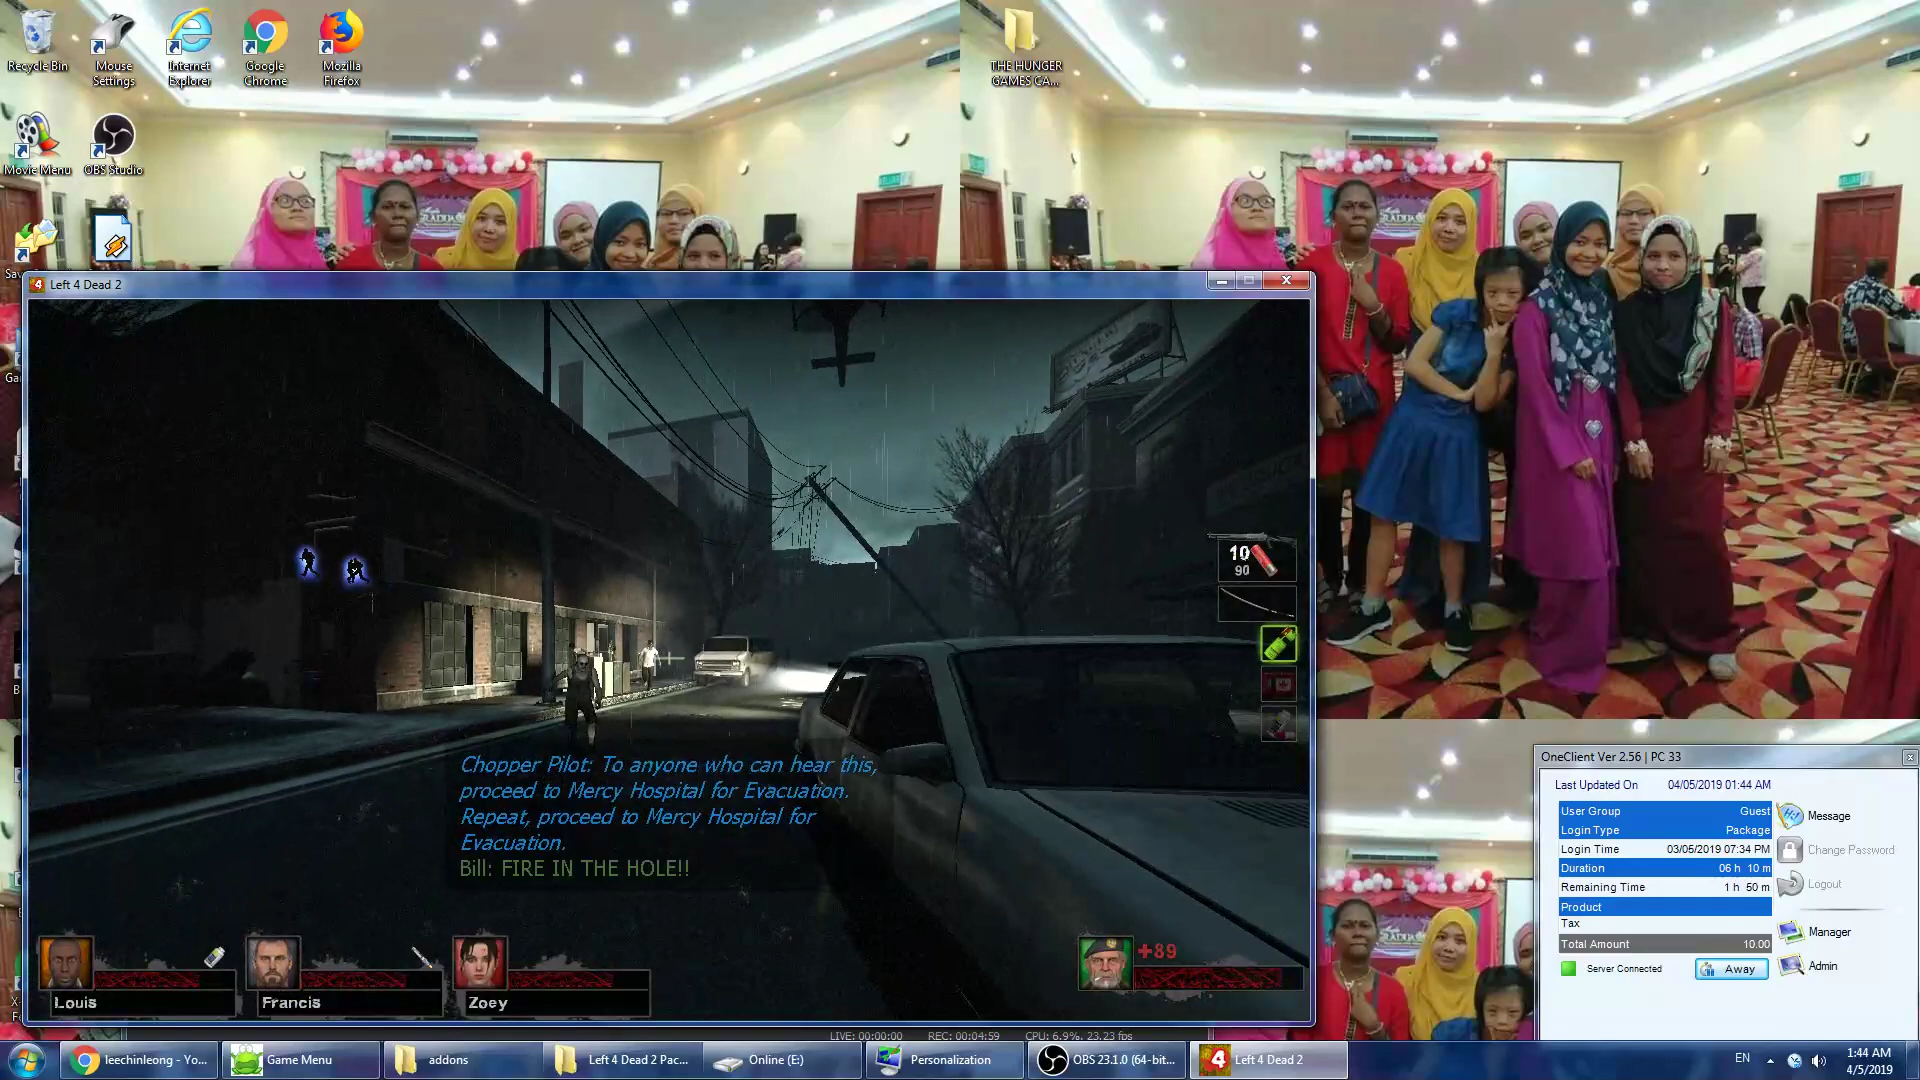 Recycle Bin
Mouse
Settings
Internet
Explorer
Google
Chrome
Mozilla
Firefox
THE HUNGER
GAMES CA...
Movie Menu
OBS Studio
Left 4 Dead 2
10
90
Chopper Pilot: To anyone who can hear this,
proceed to Mercy Hospital for Evacuation.
Repeat, proceed to Mercy Hospital for
Evacuation.
Bill: FIRE IN THE HOLE!!
Louis
Francis
Zoey
+89
OneClient Ver 2.56 | PC 33
Last Updated On 04/05/2019 01:44 AM
User Group Guest
Login Type Package
Login Time 03/05/2019 07:34 PM
Duration 06 h 10 m
Remaining Time 1 h 50 m
Product
Tax
Total Amount 10.00
Server Connected
Away
Message
Change Password
Logout
Manager
Admin
LIVE: 00:00:00 REC: 00:04:59 CPU: 6.9%, 23.23 fps
leechinleong - Yo...
Game Menu
addons
Left 4 Dead 2 Pac...
Online (E:)
Personalization
OBS 23.1.0 (64-bit...
Left 4 Dead 2
EN
1:44 AM
4/5/2019